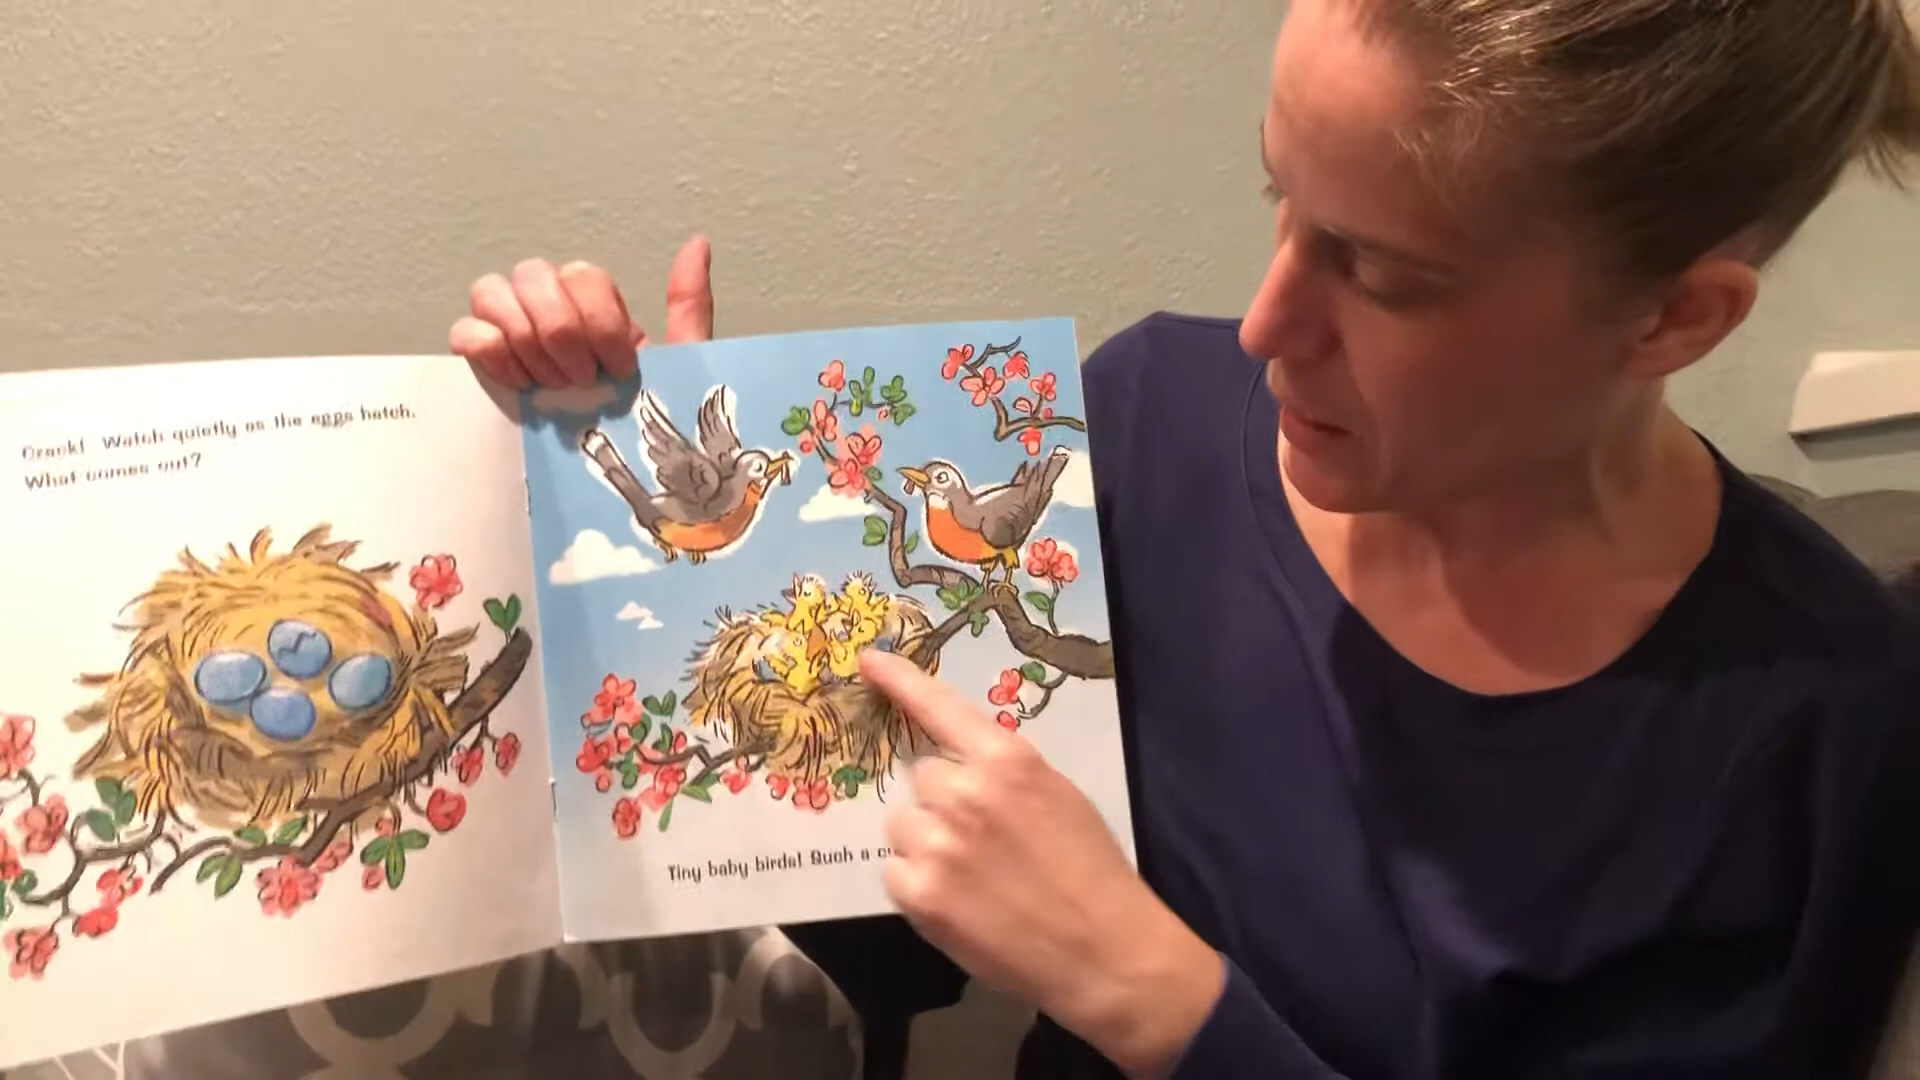 Crack! Watch quietly as the eggs hatch.
What comes out?
Tiny baby birds! Such a